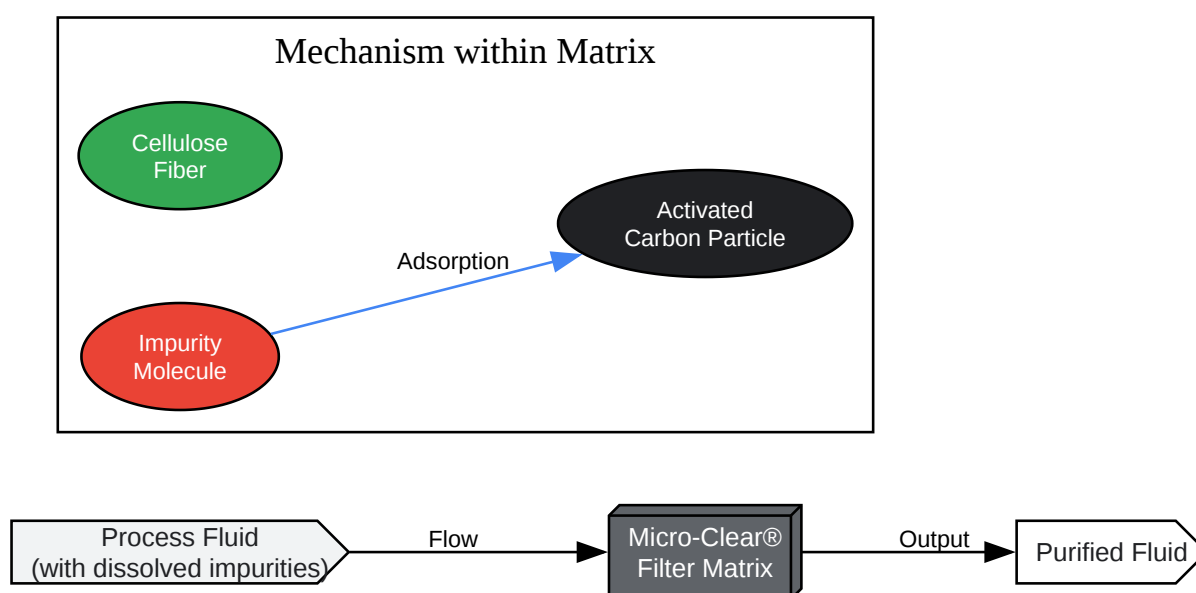 Mechanism within Matrix
Cellulose
Fiber
Activated
Carbon Particle
Adsorption
Impurity
Molecule
Process Fluid
(with dissolved impurities)
Flow
Micro-Clear®
Filter Matrix
Output
Purified Fluid